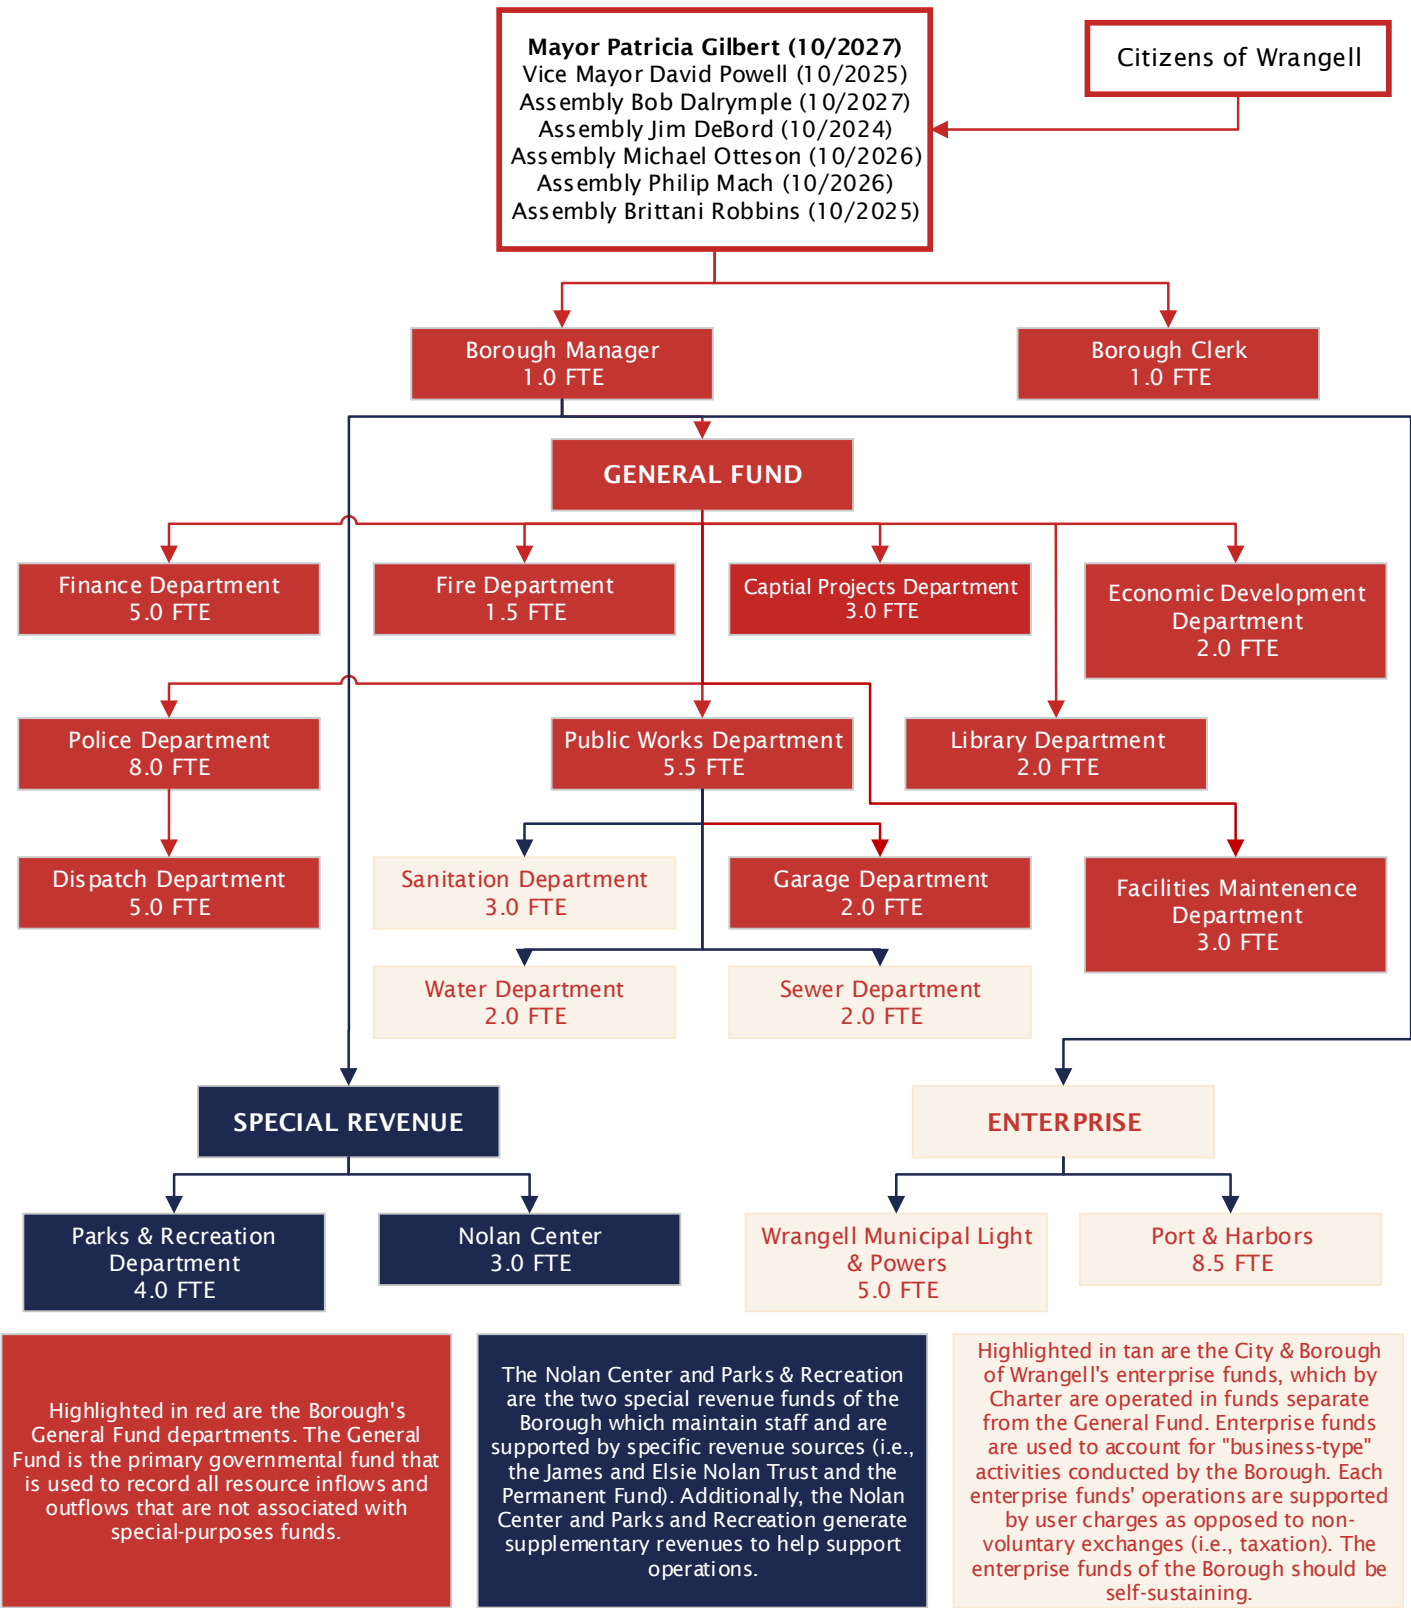 Mayor Patricia Gilbert (10/2027)
Vice Mayor David Powell (10/2025)
Assembly Bob Dalrymple (10/2027)
Assembly Jim DeBord (10/2024)
Assembly Michael Otteson (10/2026)
Assembly Philip Mach (10/2026)
Assembly Brittani Robbins (10/2025)
Citizens of Wrangell
Borough Manager
1.0 FTE
Borough Clerk
1.0 FTE
GENERAL FUND
Finance Department
5.0 FTE
Fire Department
1.5 FTE
Captial Projects Department
3.0 FTE
Economic Development
Department
2.0 FTE
Police Department
8.0 FTE
Public Works Department
5.5 FTE
Library Department
2.0 FTE
Dispatch Department
5.0 FTE
Sanitation Department
3.0 FTE
Garage Department
2.0 FTE
Facilities Maintenence
Department
3.0 FTE
Water Department
2.0 FTE
Sewer Department
2.0 FTE
SPECIAL REVENUE
ENTERPRISE
Parks & Recreation
Department
4.0 FTE
Nolan Center
3.0 FTE
Wrangell Municipal Light
& Powers
5.0 FTE
Port & Harbors
8.5 FTE
Highlighted in red are the Borough's
General Fund departments. The General
Fund is the primary governmental fund that
is used to record all resource inflows and
outflows that are not associated with
special-purposes funds.
The Nolan Center and Parks & Recreation
are the two special revenue funds of the
Borough which maintain staff and are
supported by specific revenue sources (i.e.,
the James and Elsie Nolan Trust and the
Permanent Fund). Additionally, the Nolan
Center and Parks and Recreation generate
supplementary revenues to help support
operations.
Highlighted in tan are the City & Borough
of Wrangell's enterprise funds, which by
Charter are operated in funds separate
from the General Fund. Enterprise funds
are used to account for "business-type"
activities conducted by the Borough. Each
enterprise funds' operations are supported
by user charges as opposed to non-
voluntary exchanges (i.e., taxation). The
enterprise funds of the Borough should be
self-sustaining.